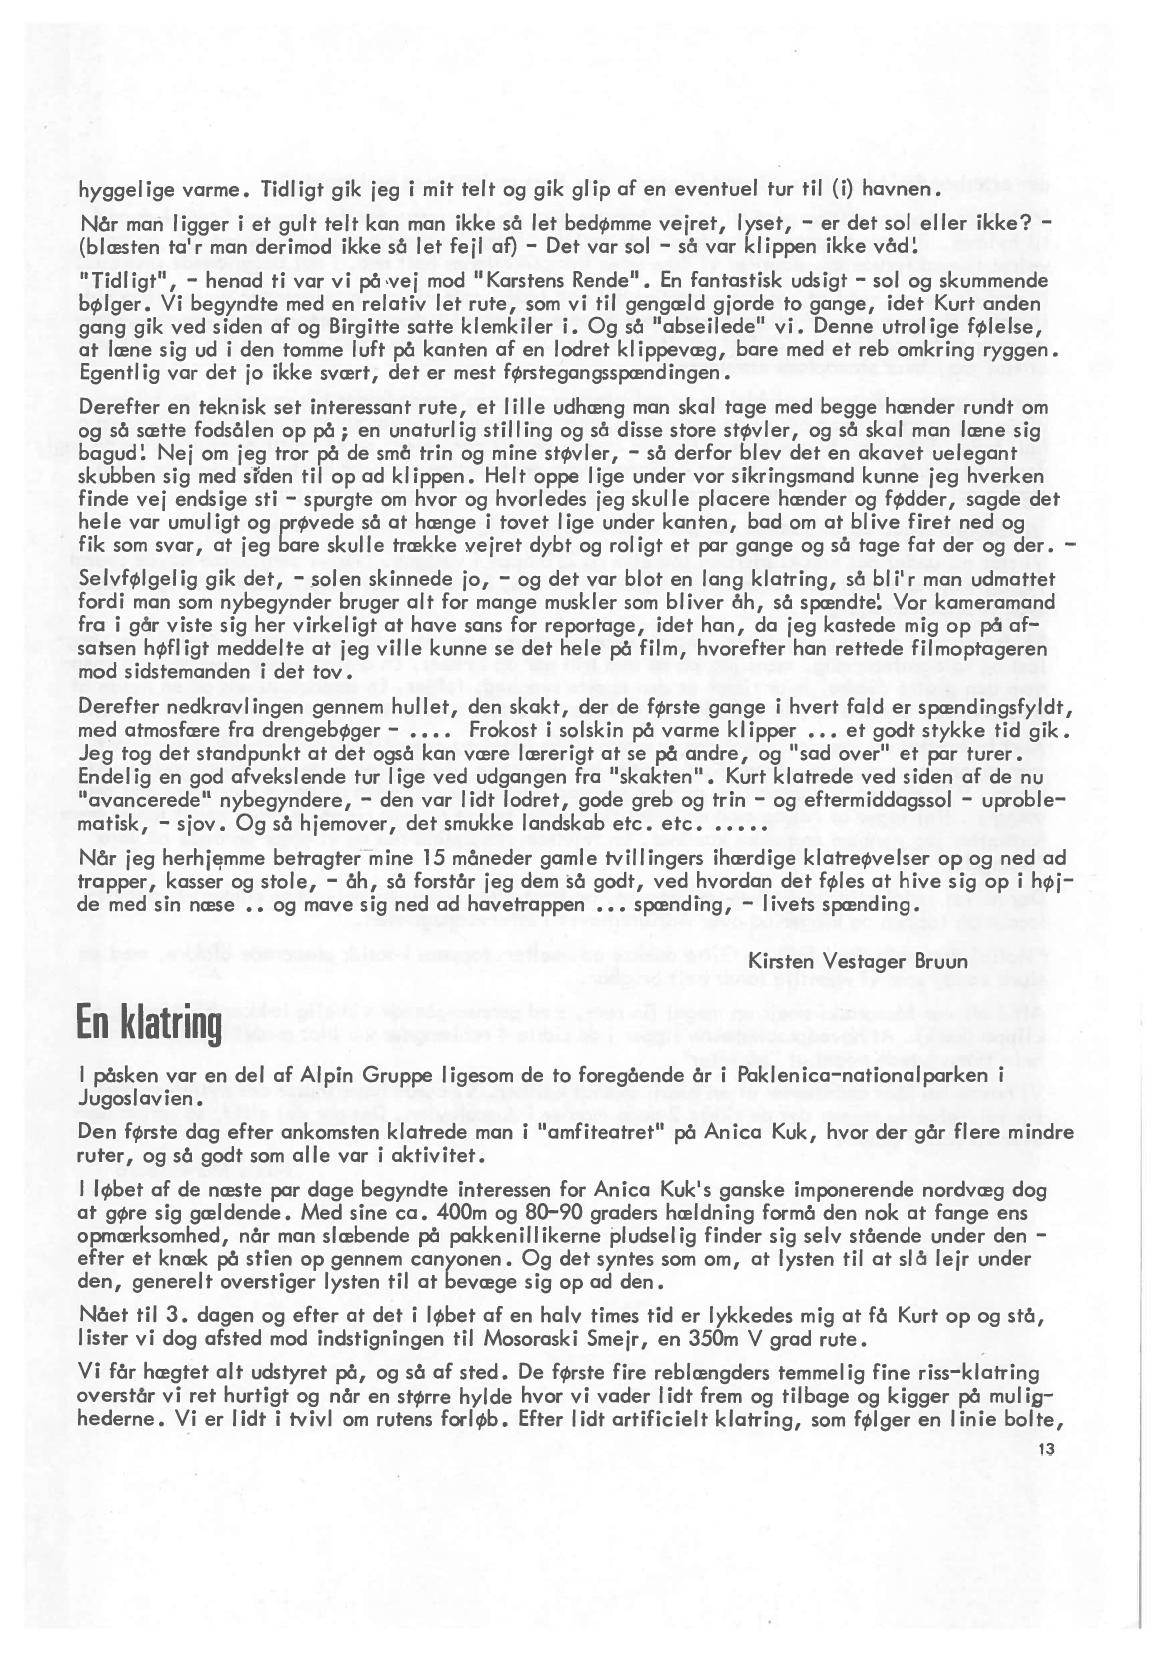 hyggelige varme. Tidligt gik jeg i mit telt og gik glip af en eventuel tur til (i) havnen.
Når man ligger i et gult telt kan man ikke så let bedømme vejret, lyset, - er det sol eller ikke? -
(blæsten ta'r man derimod ikke så let fejl af) - Det var sol - så var klippen ikke våd!
"Tidligt", - henad ti var vi på vej mod "Karstens Rende". En fantastisk udsigt - sol og skummende
bølger. Vi begyndte med en relativ let rute, som vi til gengæld gjorde to gange, idet Kurt anden
gang gik ved siden af og Birgitte satte klemkiler i. Og så "abseilede" vi. Denne utrolige følelse,
at læne sig ud i den tomme luft på kanten af en lodret klippevæg, bare med et reb omkring ryggen.
Egentlig var det jo ikke svært, det er mest førstegangsspændingen.
Derefter en teknisk set interessant rute, et lille udhæng man skal tage med begge hænder rundt om
og så sætte fodsålen op på ; en unaturlig stilling og så disse store støvler, og så skal man læne sig
bagud! Nej om jeg tror på de små trin og mine støvler, - så derfor blev det en akavet uelegant
skubben sig med siden til op ad klippen. Helt oppe lige under vor sikringsmand kunne jeg hverken
finde vej endsige sti - spurgte om hvor og hvorledes jeg skulle placere hænder og fødder, sagde det
hele var umuligt og prøvede så at hænge i tovet lige under kanten, bad om at blive firet ned og
fik som svar, at jeg bare skulle trække vejret dybt og roligt et par gange og så tage fat der og der. -
Selvfølgelig gik det, - solen skinnede jo, - og det var blot en lang klatring, så bli'r man udmattet
fordi man som nybegynder bruger alt for mange muskler som bliver åh, så spændte! Vor kameramand
fra i går viste sig her virkeligt at have sans for reportage, idet han, da jeg kastede mig op på af-
satsen høfligt meddelte at jeg ville kunne se det hele på film, hvorefter han rettede filmoptageren
mod sidstemanden i det tov.
Derefter nedkravlingen gennem hullet, den skakt, der de første gange i hvert fald er spændingsfyldt,
med atmosfære fra drengebøger - .... Frokost i solskin på varme klipper ... et godt stykke tid gik.
Jeg tog det standpunkt at det også kan være lærerigt at se på andre, og "sad over" et par turer.
Endelig en god afvekslende tur lige ved udgangen fra "skakten". Kurt klatrede ved siden af de nu
"avancerede" nybegyndere, - den var lidt lodret, gode greb og trin - og eftermiddagssol - uproble-
matisk, - sjov. Og så hjemover, det smukke landskab etc. etc. .....
Når jeg herhjemme betragter mine 15 måneder gamle tvillingers ihærdige klatreøvelser op og ned ad
trapper, kasser og stole, - åh, så forstår jeg dem så godt, ved hvordan det føles at hive sig op i høj-
de med sin næse .. og mave sig ned ad havetrappen ... spænding, - livets spænding.
Kirsten Vestager Bruun
En klatring
I påsken var en del af Alpin Gruppe ligesom de to foregående år i Paklenica-nationalparken i
Jugoslavien.
Den første dag efter ankomsten klatrede man i "amfiteatret" på Anica Kuk, hvor der går flere mindre
ruter, og så godt som alle var i aktivitet.
I løbet af de næste par dage begyndte interessen for Anica Kuk's ganske imponerende nordvæg dog
at gøre sig gældende. Med sine ca. 400m og 80-90 graders hældning formå den nok at fange ens
opmærksomhed, når man slæbende på pakkenillikerne pludselig finder sig selv stående under den -
efter et knæk på stien op gennem canyonen. Og det syntes som om, at lysten til at slå lejr under
den, generelt overstiger lysten til at bevæge sig op ad den.
Nået til 3. dagen og efter at det i løbet af en halv times tid er lykkedes mig at få Kurt op og stå,
lister vi dog afsted mod indstigningen til Mosoraski Smejr, en 350m V grad rute.
Vi får hægtet alt udstyret på, og så af sted. De første fire reblængders temmelig fine riss-klatring
overstår vi ret hurtigt og når en større hylde hvor vi vader lidt frem og tilbage og kigger på mulig-
hederne. Vi er lidt i tvivl om rutens forløb. Efter lidt artificielt klatring, som følger en linie bolte,
13